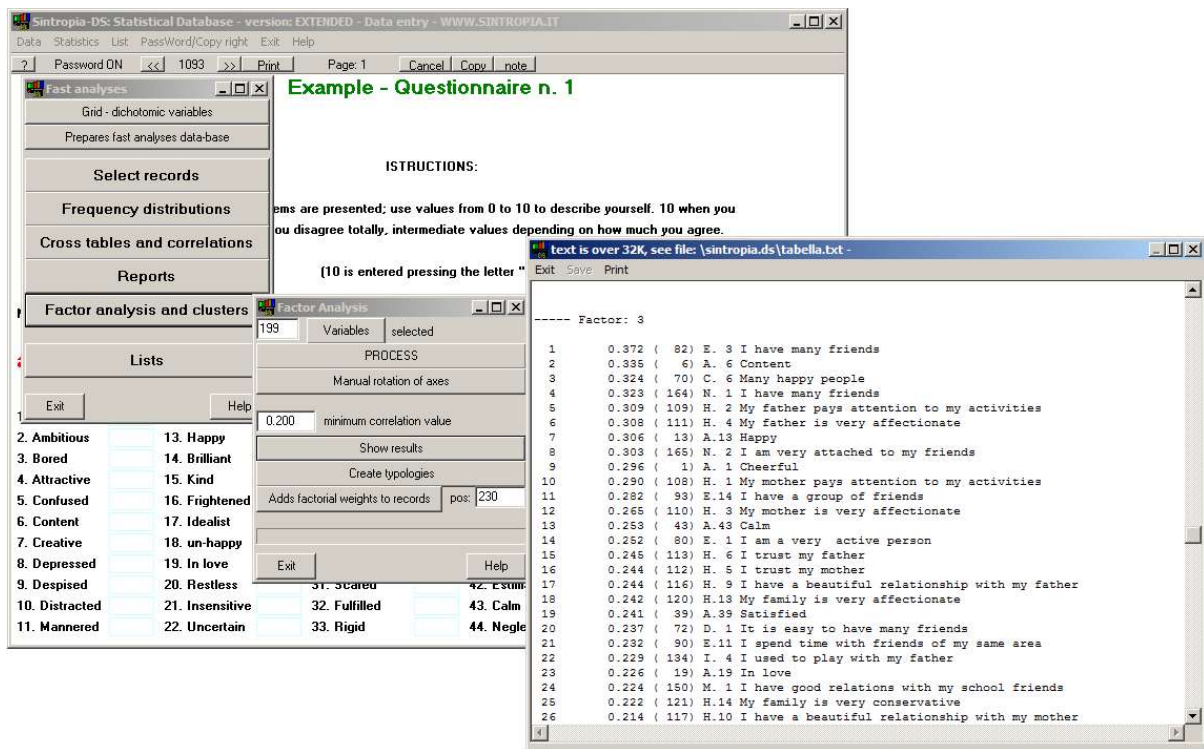 Sintropia-DS: Statistical Database - version: EXTENDED - Data entry - WWW.SINTROPIA.IT
Data Statistics List PassWord/Copy right Exit Help
? Password ON << 1093 >> Print Page: 1 Cancel Copy note
Example - Questionnaire n. 1
ISTRUCTIONS:
ems are presented; use values from 0 to 10 to describe yourself. 10 when you
ou disagree totally, intermediate values depending on how much you agree.
(10 is entered pressing the letter "
2. Ambitious 13. Happy
3. Bored 14. Brilliant
4. Attractive 15. Kind
5. Confused 16. Frightened
6. Content 17. Idealist
7. Creative 18. un-happy
8. Depressed 19. In love
9. Despised 20. Restless 31. Scared 42. Estim
10. Distracted 21. Insensitive 32. Fulfilled 43. Calm
11. Mannered 22. Uncertain 33. Rigid 44. Negle
Fast analyses
Grid - dichotomic variables
Prepares fast analyses data-base
Select records
Frequency distributions
Cross tables and correlations
Reports
Factor analysis and clusters
Lists
Exit Help
Factor Analysis
199 Variables selected
PROCESS
Manual rotation of axes
0.200 minimum correlation value
Show results
Create typologies
Adds factorial weights to records pos: 230
Exit Help
text is over 32K, see file: \sintropia.ds\tabella.txt -
Exit Save Print
----- Factor: 3
1 0.372 ( 82) E. 3 I have many friends
2 0.335 ( 6) A. 6 Content
3 0.324 ( 70) C. 6 Many happy people
4 0.323 ( 164) N. 1 I have many friends
5 0.309 ( 109) H. 2 My father pays attention to my activities
6 0.308 ( 111) H. 4 My father is very affectionate
7 0.306 ( 13) A.13 Happy
8 0.303 ( 165) N. 2 I am very attached to my friends
9 0.296 ( 1) A. 1 Cheerful
10 0.290 ( 108) H. 1 My mother pays attention to my activities
11 0.282 ( 93) E.14 I have a group of friends
12 0.265 ( 110) H. 3 My mother is very affectionate
13 0.253 ( 43) A.43 Calm
14 0.252 ( 80) E. 1 I am a very  active person
15 0.245 ( 113) H. 6 I trust my father
16 0.244 ( 112) H. 5 I trust my mother
17 0.244 ( 116) H. 9 I have a beautiful relationship with my father
18 0.242 ( 120) H.13 My family is very affectionate
19 0.241 ( 39) A.39 Satisfied
20 0.237 ( 72) D. 1 It is easy to have many friends
21 0.232 ( 90) E.11 I spend time with friends of my same area
22 0.229 ( 134) I. 4 I used to play with my father
23 0.226 ( 19) A.19 In love
24 0.224 ( 150) M. 1 I have good relations with my school friends
25 0.222 ( 121) H.14 My family is very conservative
26 0.214 ( 117) H.10 I have a beautiful relationship with my mother